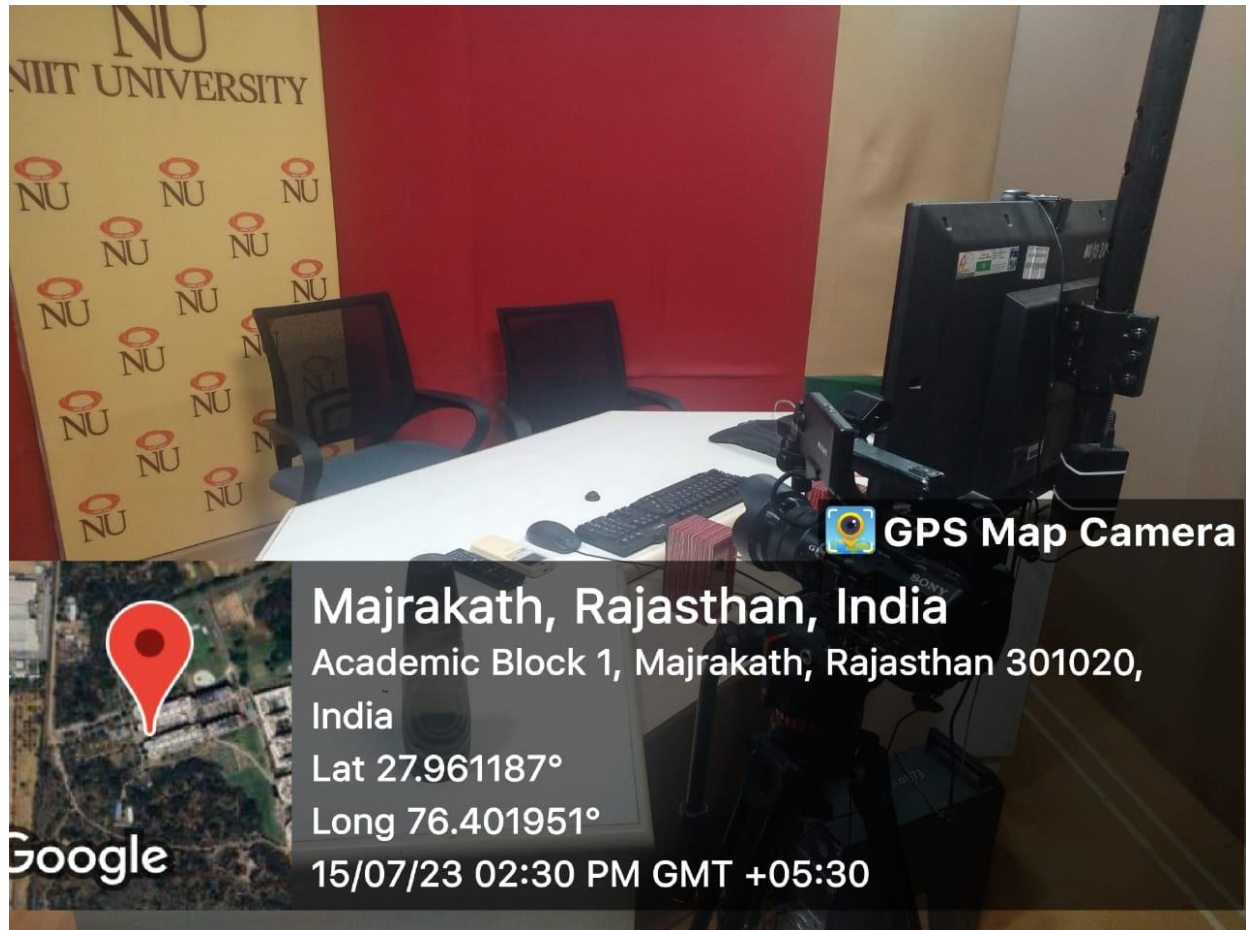 NU
NIIT UNIVERSITY
NU NU NU
NU NU
NU NU NU
NU
NU NU
NU
NU
NU
GPS Map Camera
SONY
Majrakath, Rajasthan, India
Academic Block 1, Majrakath, Rajasthan 301020,
India
Lat 27.961187°
Long 76.401951°
15/07/23 02:30 PM GMT +05:30
Google